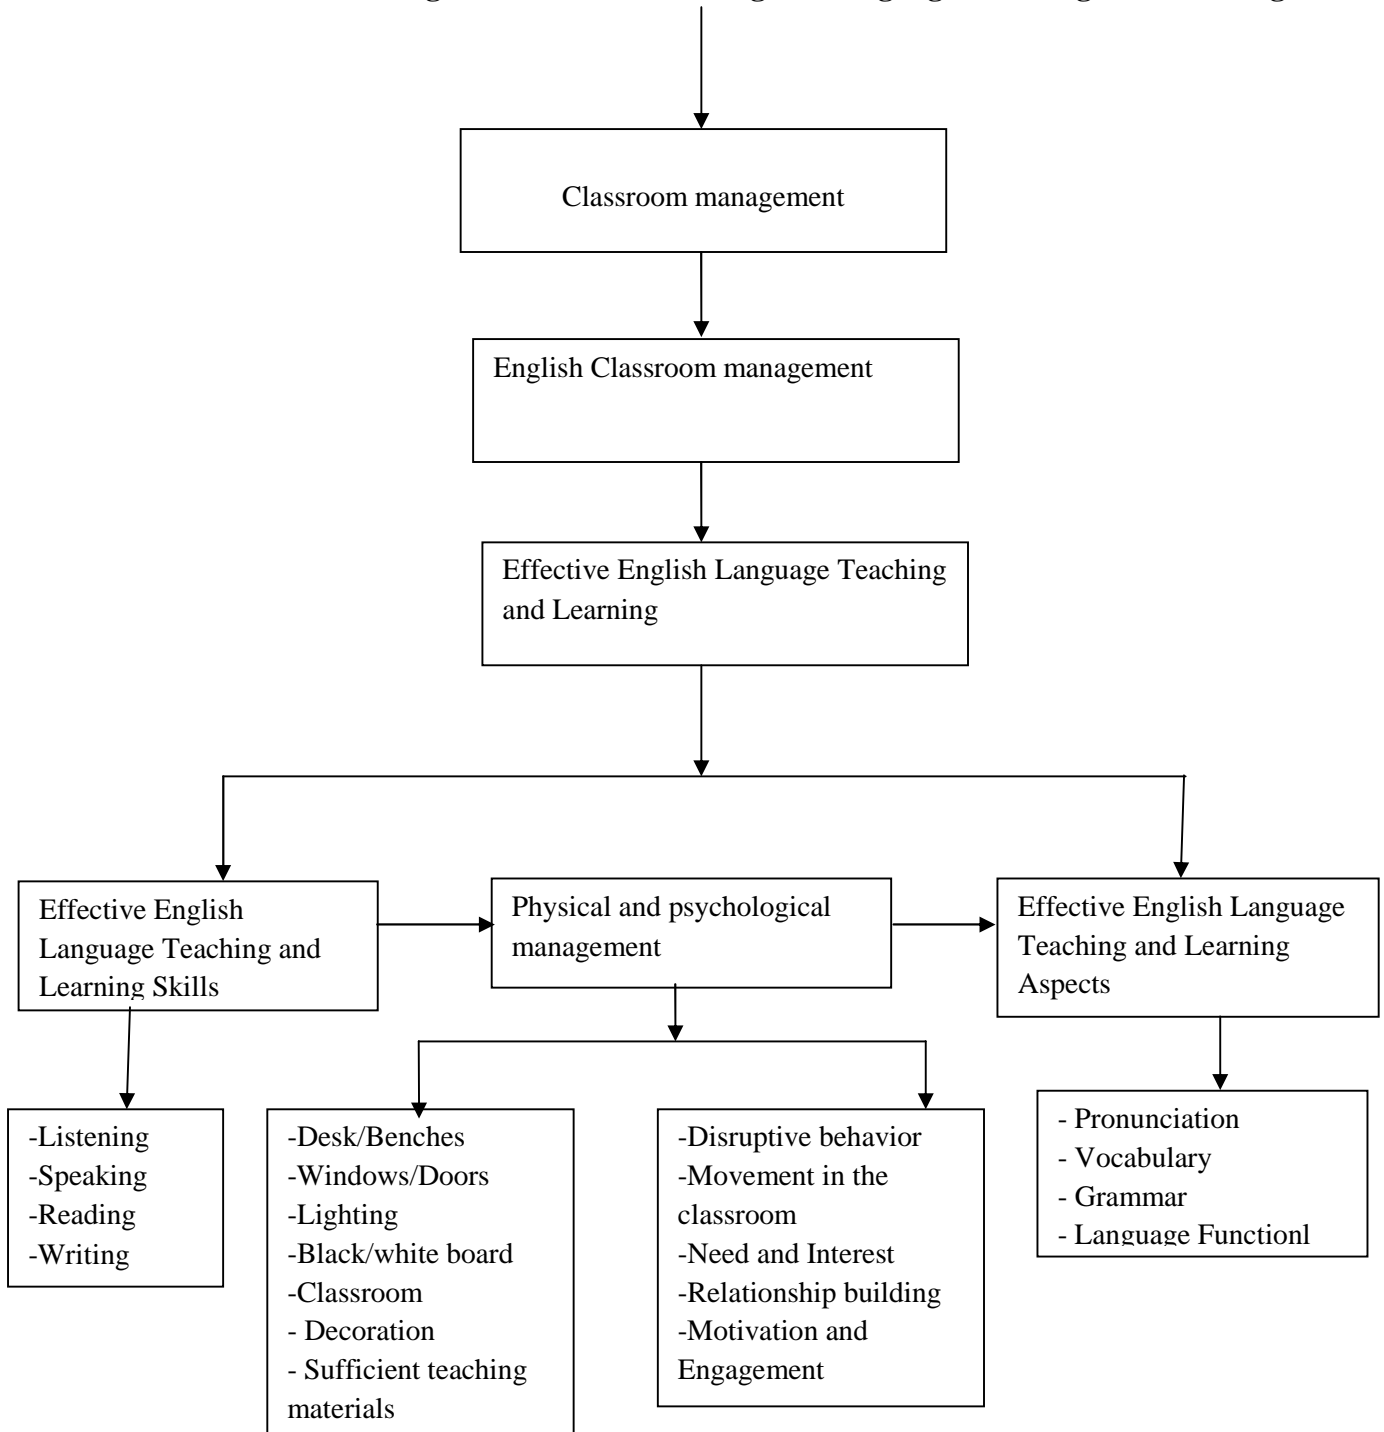 Classroom management
English Classroom management
Effective English Language Teaching
and Learning
Effective English
Language Teaching and
Learning Skills
Physical and psychological
management
Effective English Language
Teaching and Learning
Aspects
-Listening
-Speaking
-Reading
-Writing
-Desk/Benches
-Windows/Doors
-Lighting
-Black/white board
-Classroom
- Decoration
- Sufficient teaching
materials
-Disruptive behavior
-Movement in the
classroom
-Need and Interest
-Relationship building
-Motivation and
Engagement
- Pronunciation
- Vocabulary
- Grammar
- Language Functionl